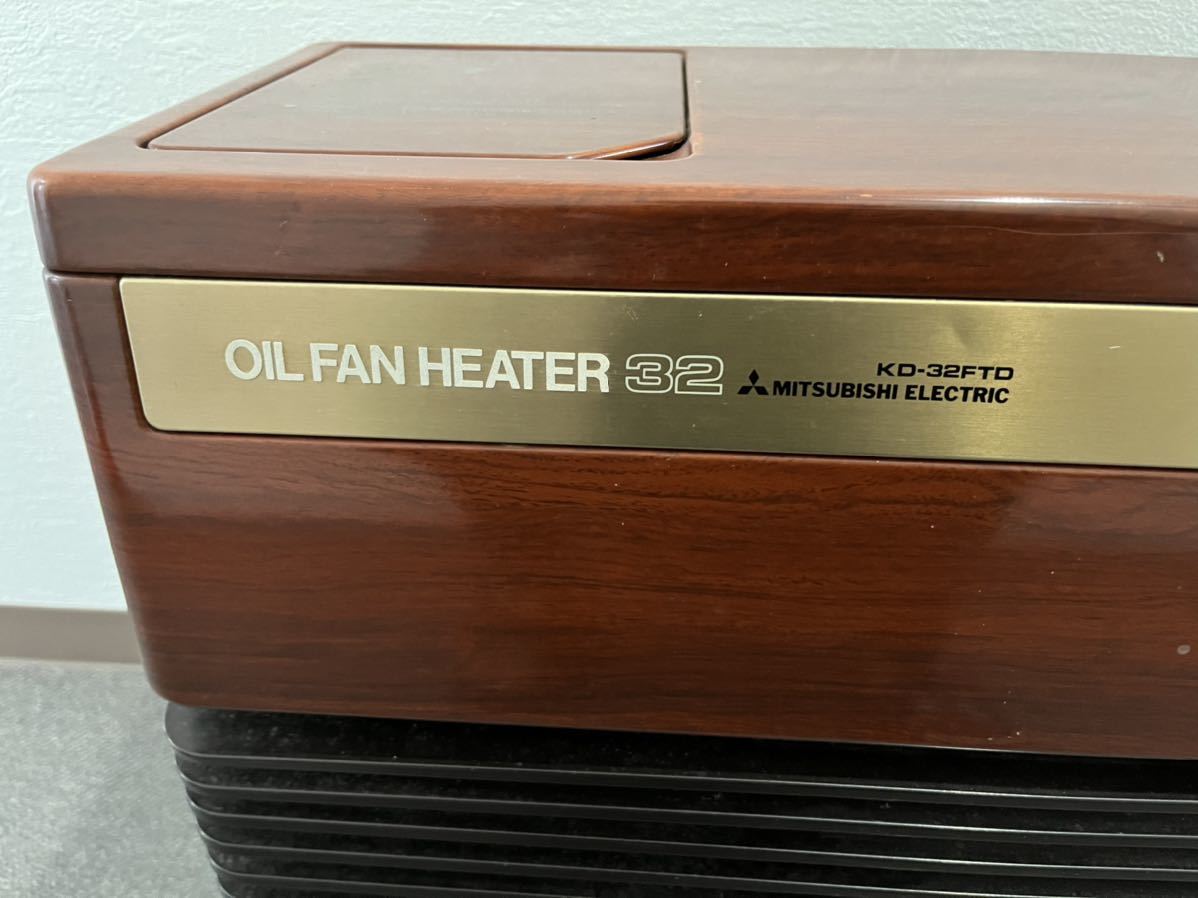 OIL FAN HEATER 32
KD-32FTD
MITSUBISHI ELECTRIC